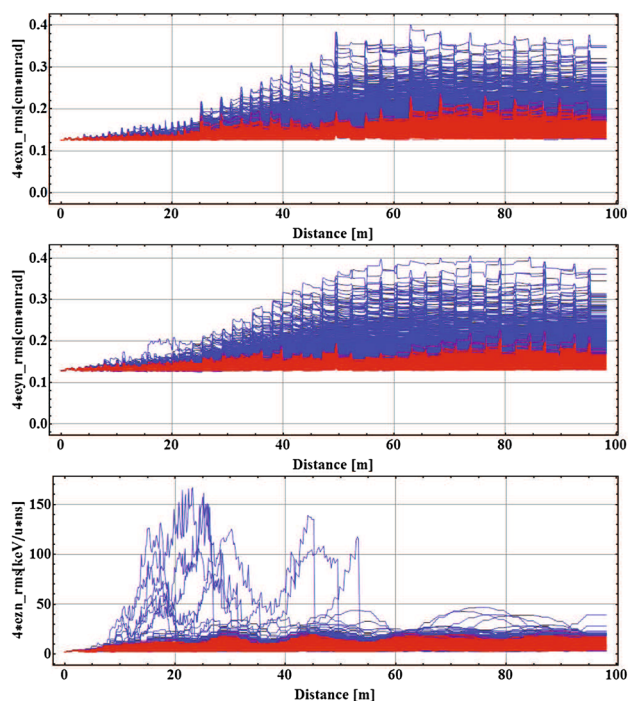 4*exn_rms[cm*mrad]
0.4
0.3
0.2
0.1
0.0
0 20 40 60 80 100
Distance [m]
4*eyn_rms[cm*mrad]
0.4
0.3
0.2
0.1
0.0
0 20 40 60 80 100
Distance [m]
4*ezn_rms[keV/u*ns]
150
100
50
0
0 20 40 60 80 100
Distance [m]